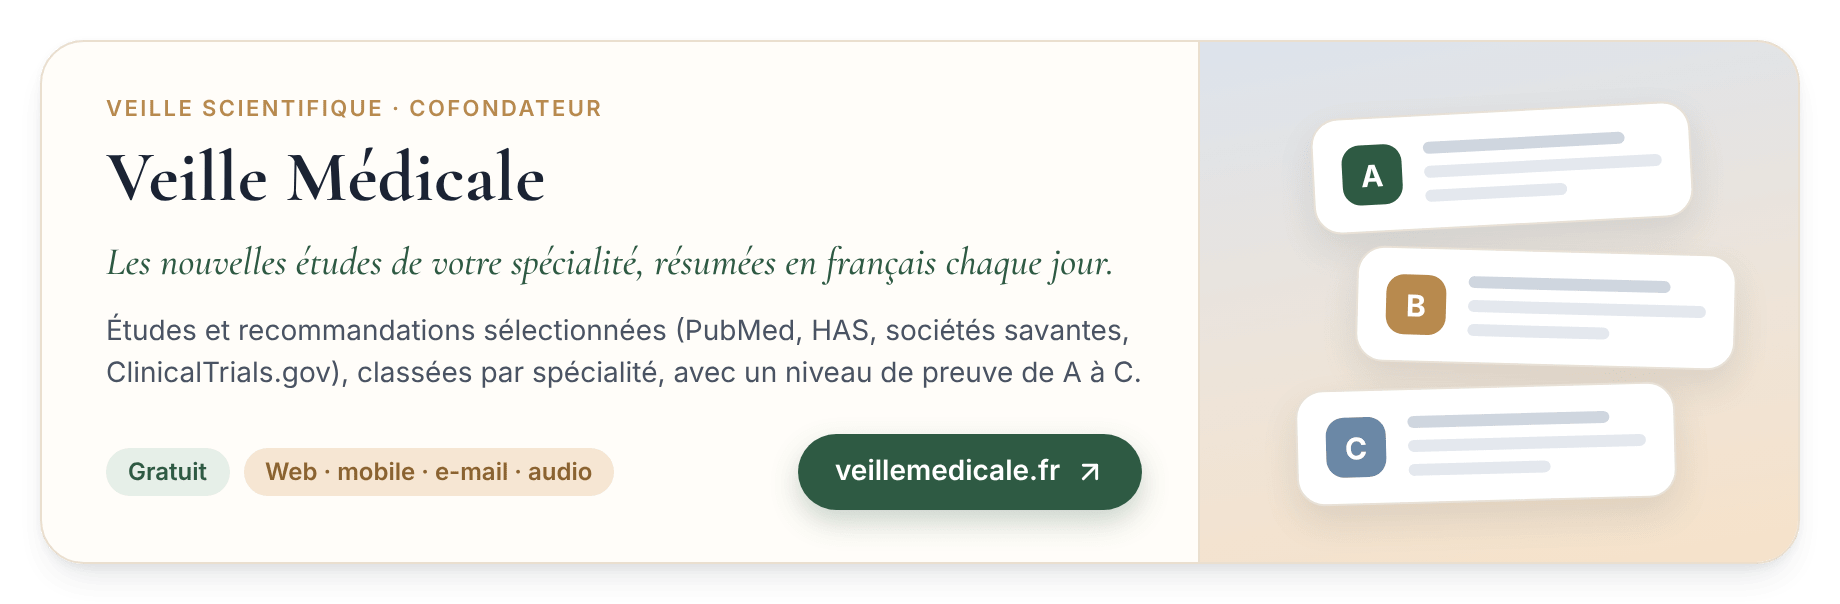 VEILLE SCIENTIFIQUE · COFONDATEUR
Veille Médicale
Les nouvelles études de votre spécialité, résumées en français chaque jour.
Études et recommandations sélectionnées (PubMed, HAS, sociétés savantes,
ClinicalTrials.gov), classées par spécialité, avec un niveau de preuve de A à C.
Gratuit
Web · mobile · e-mail · audio
veillemedicale.fr
A
B
C